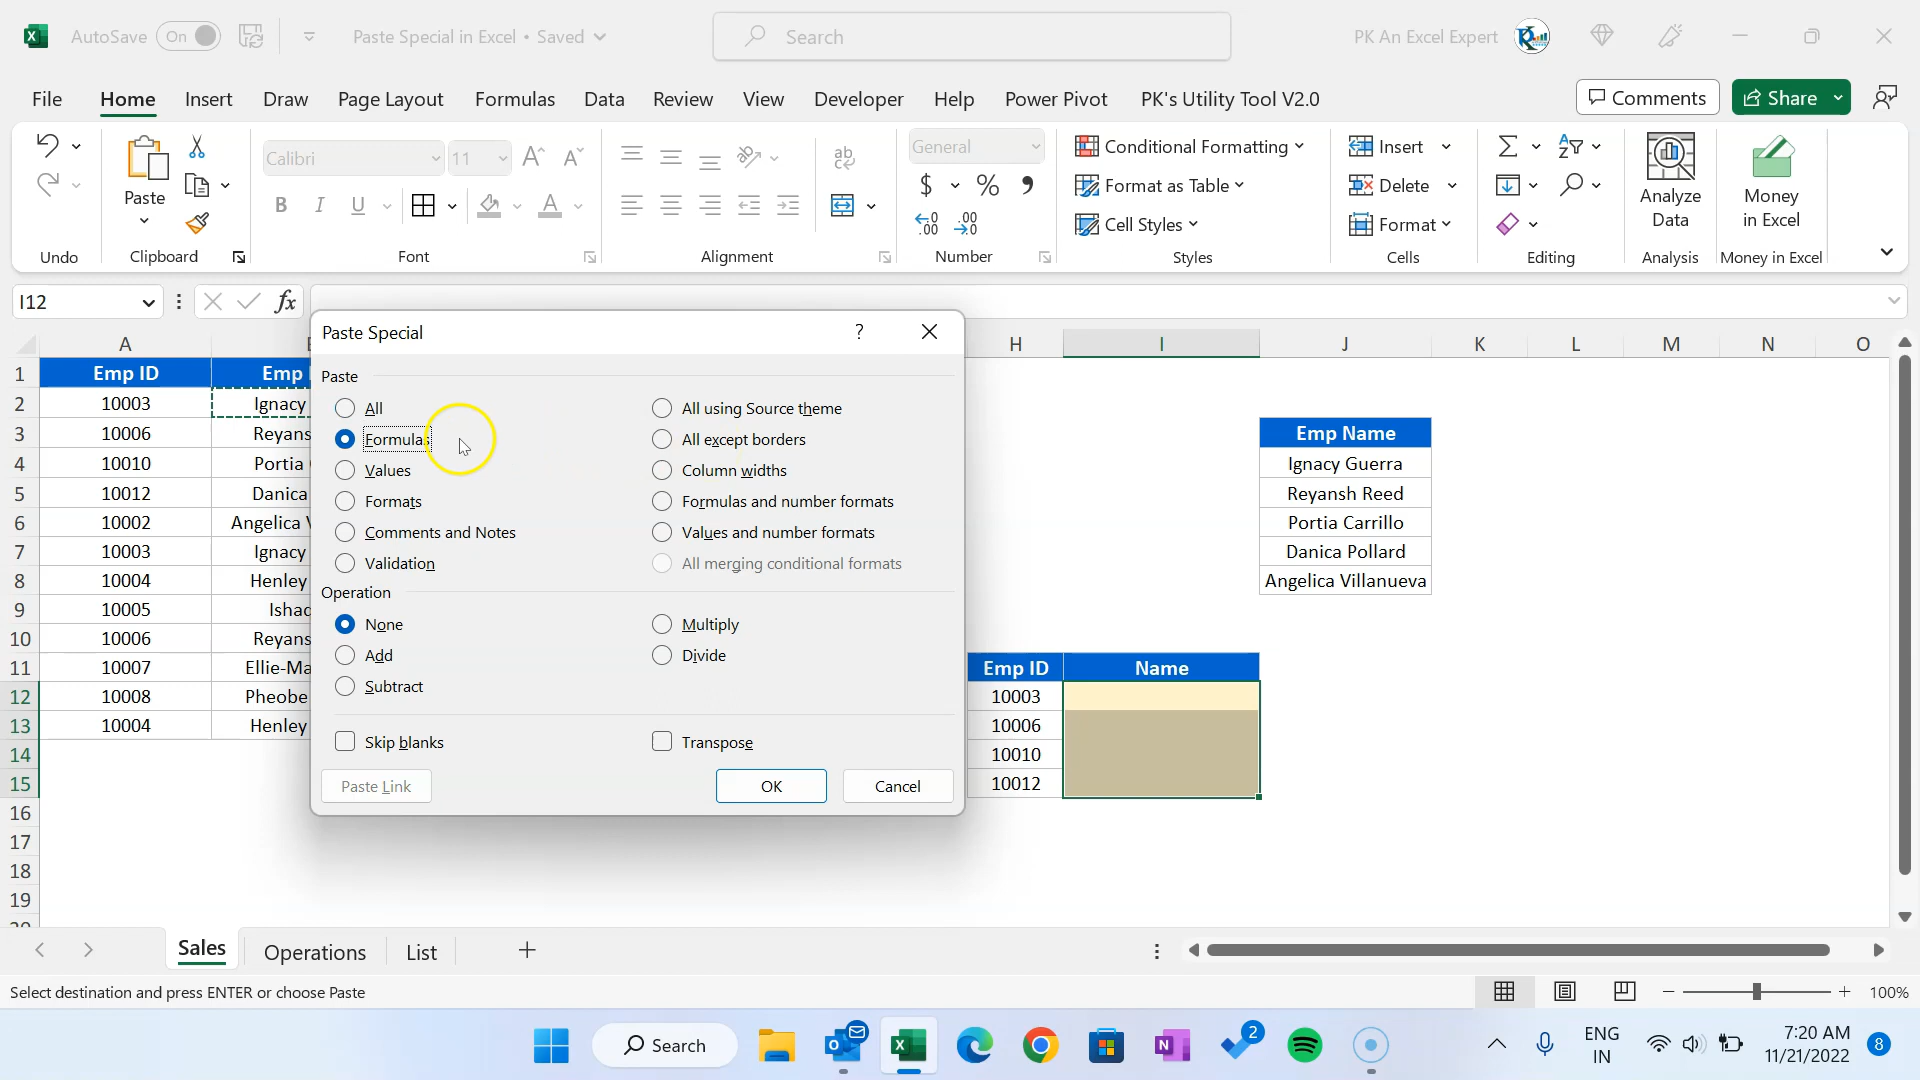 AutoSave On Paste Special in Excel • Saved Search PK An Excel Expert
File Home Insert Draw Page Layout Formulas Data Review View Developer Help Power Pivot PK's Utility Tool V2.0 Comments Share
Paste
Calibri 11
General
Conditional Formatting
Format as Table
Cell Styles
Insert
Delete
Format
Analyze Data
Money in Excel
Undo Clipboard Font Alignment Number Styles Cells Editing Analysis Money in Excel
I12 fx
A H I J K L M N O
1 Emp ID Emp
2 10003 Ignacy
3 10006 Reyans
4 10010 Portia
5 10012 Danica
6 10002 Angelica
7 10003 Ignacy
8 10004 Henley
9 10005 Ishac
10 10006 Reyans
11 10007 Ellie-Ma
12 10008 Pheobe
13 10004 Henley
14
15
16
17
18
19
Paste Special ?
Paste
All All using Source theme
Formulas All except borders
Values Column widths
Formats Formulas and number formats
Comments and Notes Values and number formats
Validation All merging conditional formats
Operation
None Multiply
Add Divide
Subtract
Skip blanks Transpose
Paste Link OK Cancel
Emp Name
Ignacy Guerra
Reyansh Reed
Portia Carrillo
Danica Pollard
Angelica Villanueva
Emp ID Name
10003
10006
10010
10012
Sales Operations List
Select destination and press ENTER or choose Paste 100%
Search 2 ENG IN 7:20 AM 11/21/2022 8